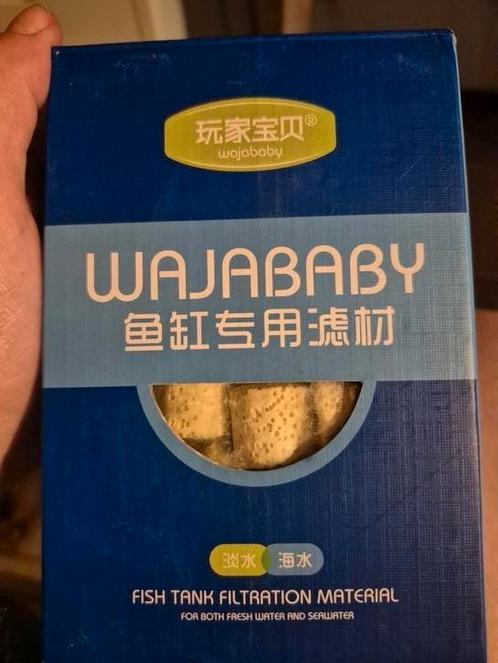 玩家宝贝®
wajababy
WAJABABY
鱼缸专用滤材
淡水 海水
FISH TANK FILTRATION MATERIAL
FOR BOTH FRESH WATER AND SEAWATER